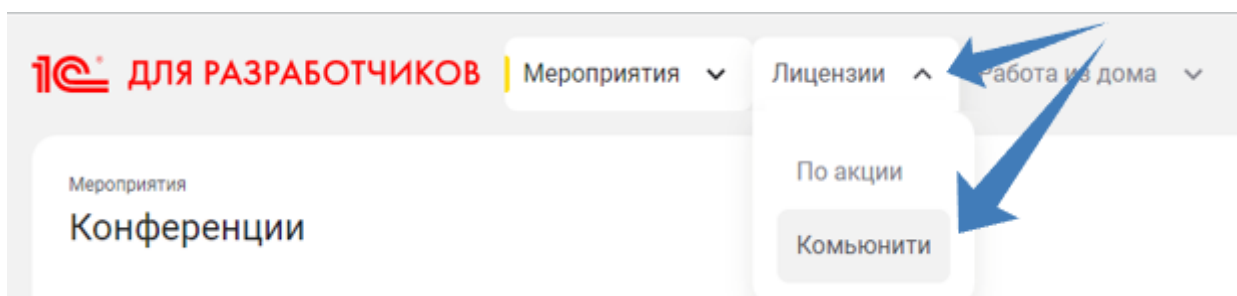 1С ДЛЯ РАЗРАБОТЧИКОВ Мероприятия Лицензии Работа из дома
По акции
Мероприятия
Конференции
Комьюнити